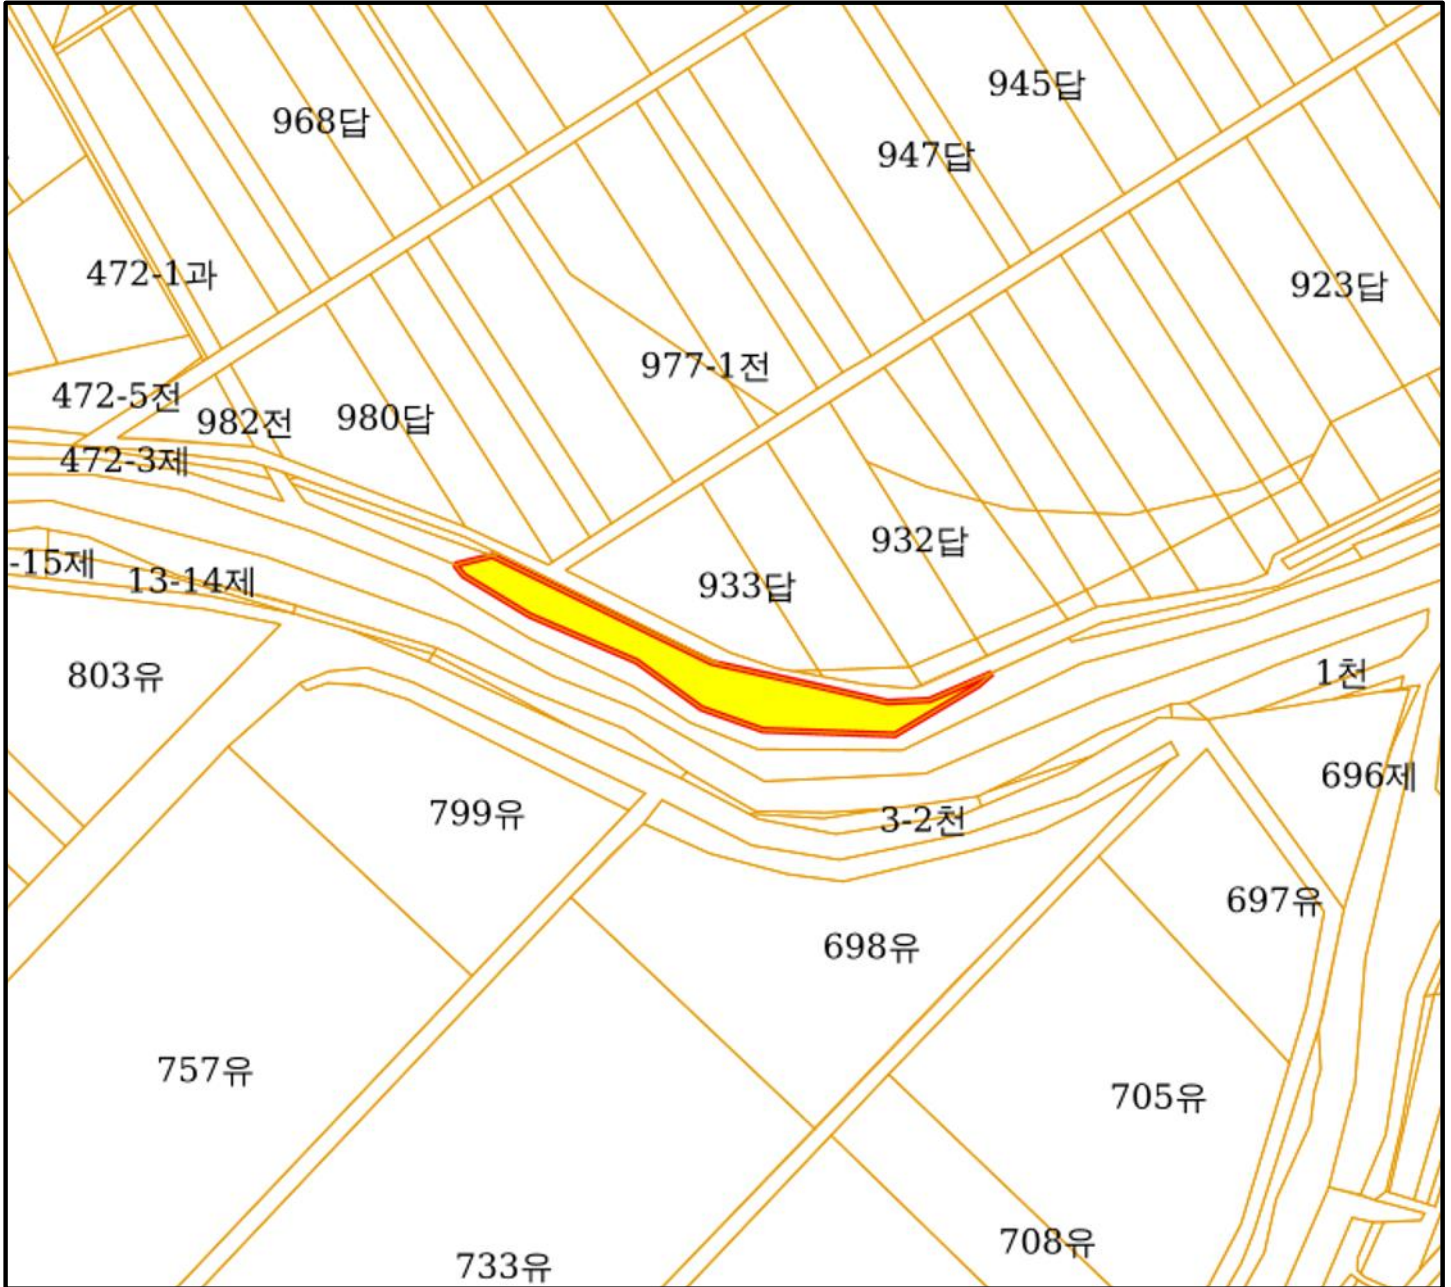 945답
968답
947답
472-1과
923답
977-1전
472-5전
982전
980답
472-3제
932답
-15제
13-14제
933답
803유
1천
696제
799유
3-2천
697유
698유
757유
705유
708유
733유